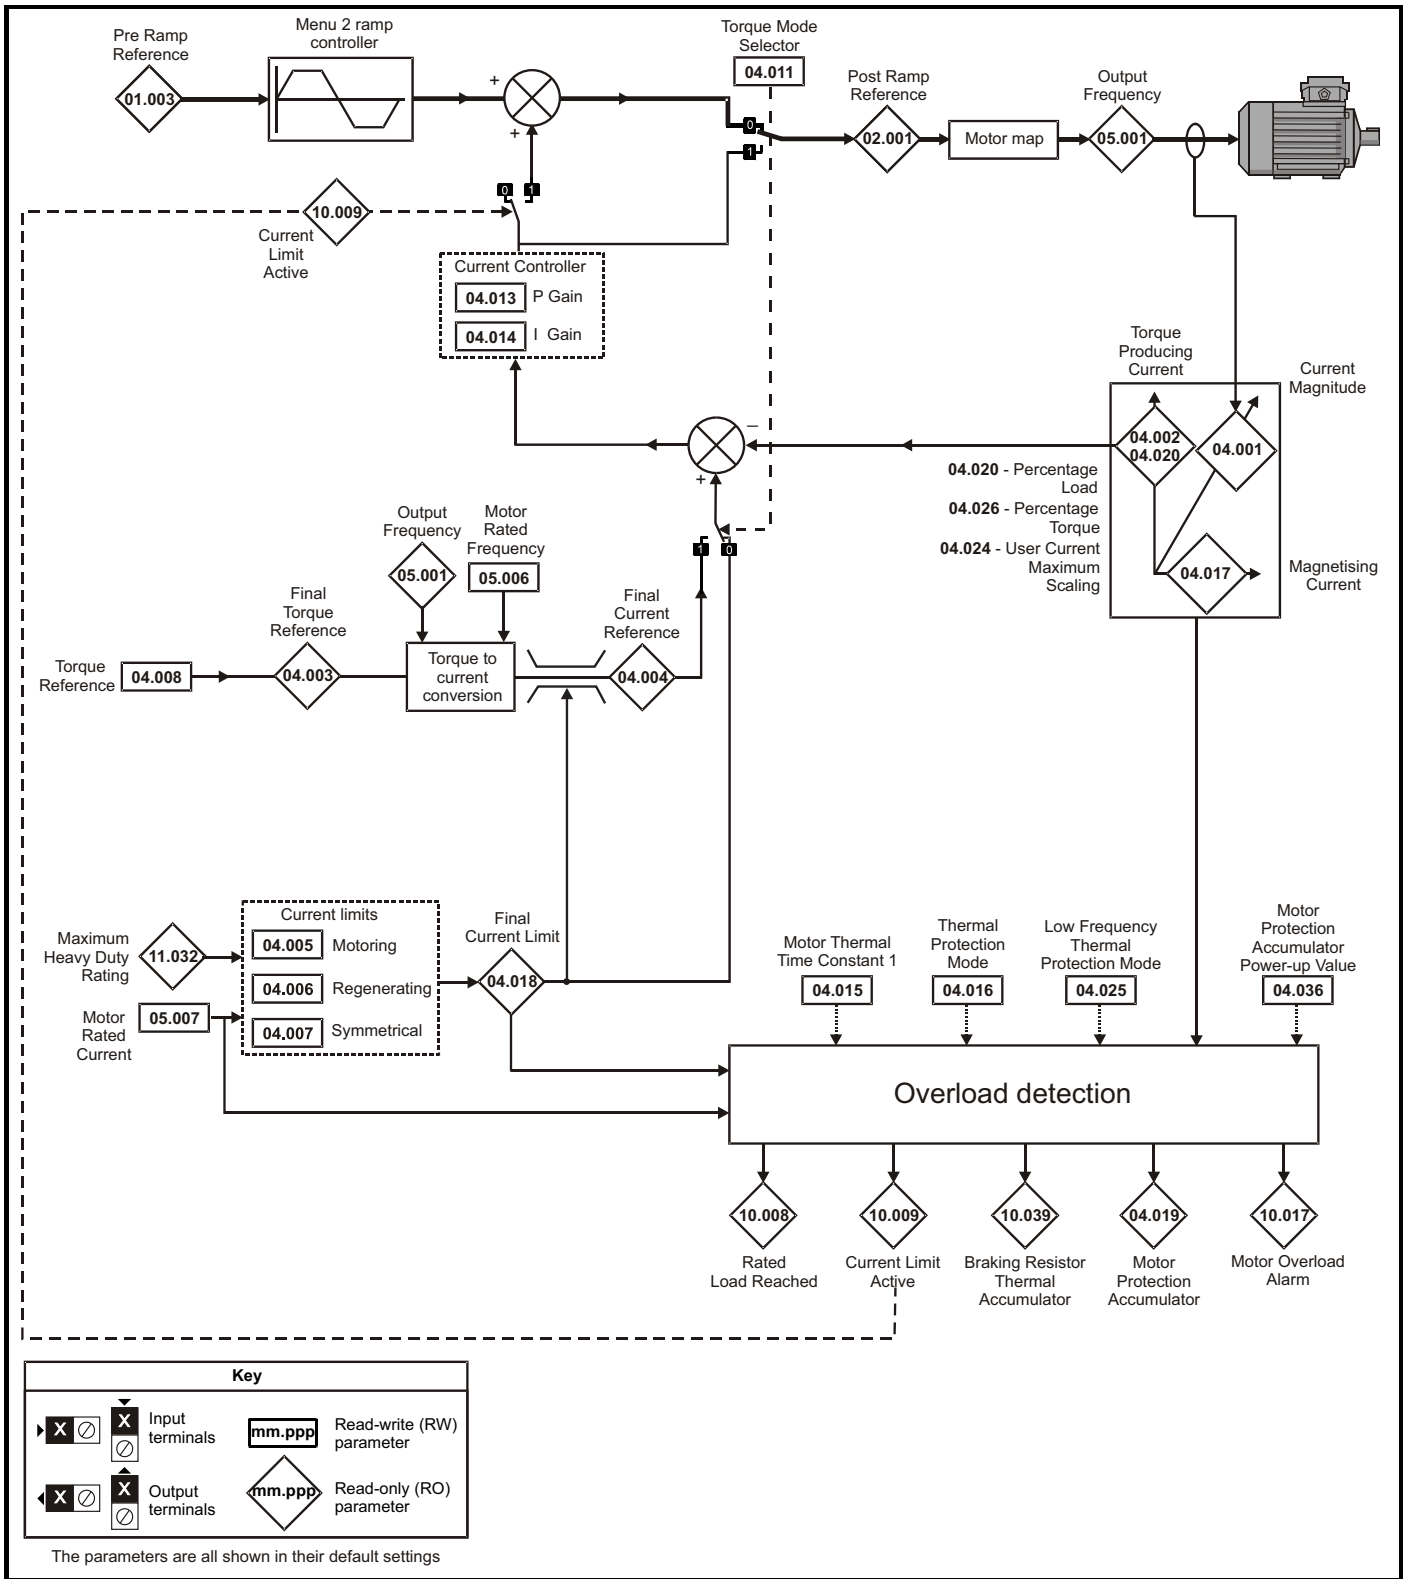 Pre Ramp
Reference
01.003
Menu 2 ramp
controller
+
+
Torque Mode
Selector
04.011
0
1
Post Ramp
Reference
02.001
Motor map
Output
Frequency
05.001
0
1
10.009
Current
Limit
Active
Current Controller
04.013 P Gain
04.014 I Gain
Torque
Producing
Current
Current
Magnitude
04.002
04.020
04.001
04.017
Magnetising
Current
–
+
04.020 - Percentage
Load
04.026 - Percentage
Torque
04.024 - User Current
Maximum
Scaling
1
0
Output
Frequency
05.001
Motor
Rated
Frequency
05.006
Final
Torque
Reference
Torque
Reference
04.008
04.003
Torque to
current
conversion
Final
Current
Reference
04.004
Maximum
Heavy Duty
Rating
11.032
Motor
Rated
Current
05.007
Current limits
04.005 Motoring
04.006 Regenerating
04.007 Symmetrical
Final
Current Limit
04.018
Motor Thermal
Time Constant 1
04.015
Thermal
Protection
Mode
04.016
Low Frequency
Thermal
Protection Mode
04.025
Motor
Protection
Accumulator
Power-up Value
04.036
Overload detection
10.008
Rated
Load Reached
10.009
Current Limit
Active
10.039
Braking Resistor
Thermal
Accumulator
04.019
Motor
Protection
Accumulator
10.017
Motor Overload
Alarm
Key
X
X
Input
terminals
mm.ppp
Read-write (RW)
parameter
X
X
Output
terminals
mm.ppp
Read-only (RO)
parameter
The parameters are all shown in their default settings